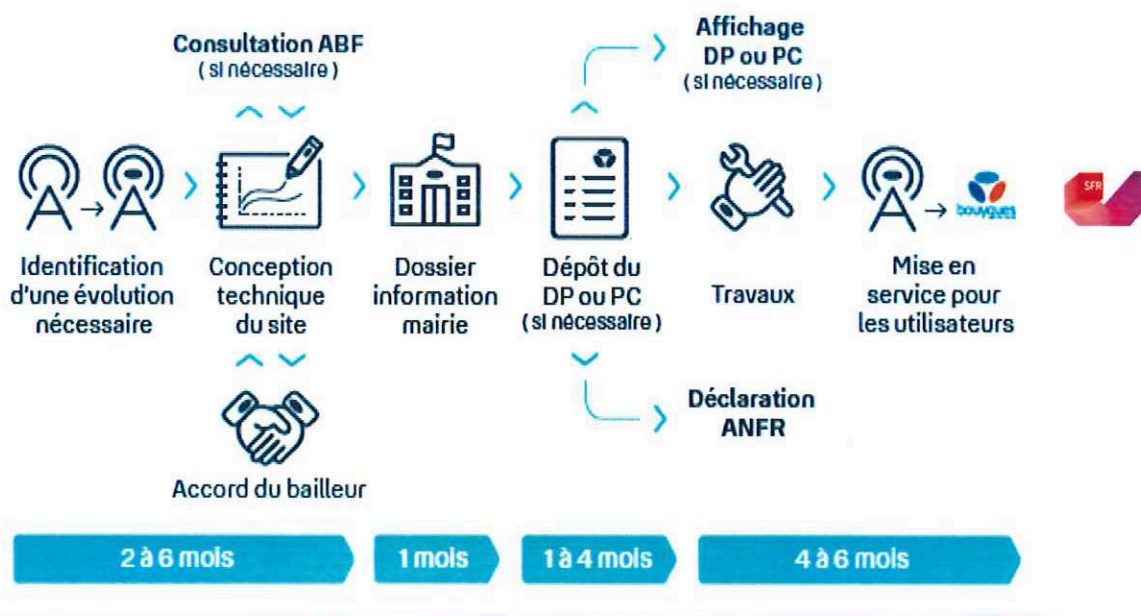 Consultation ABF
( si nécessaire )
Affichage
DP ou PC
( si nécessaire )
bouygues
SFR
Identification
d'une évolution
nécessaire
Conception
technique
du site
Dossier
information
mairie
Dépôt du
DP ou PC
( si nécessaire )
Travaux
Mise en
service pour
les utilisateurs
Déclaration
ANFR
Accord du bailleur
2 à 6 mois
1 mois
1 à 4 mois
4 à 6 mois